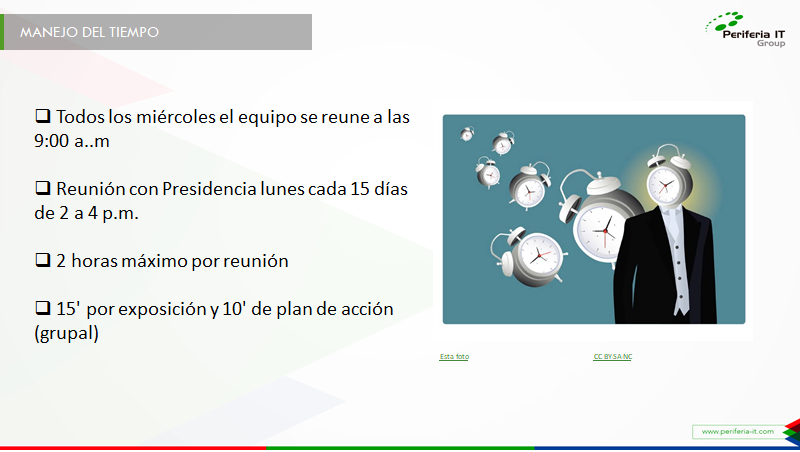 MANEJO DEL TIEMPO
Periferia IT
Group
❑ Todos los miércoles el equipo se reune a las
9:00 a..m
❑ Reunión con Presidencia lunes cada 15 días
de 2 a 4 p.m.
❑ 2 horas máximo por reunión
❑ 15' por exposición y 10' de plan de acción
(grupal)
Esta foto
CC BY SA NC
www.periferia-it.com